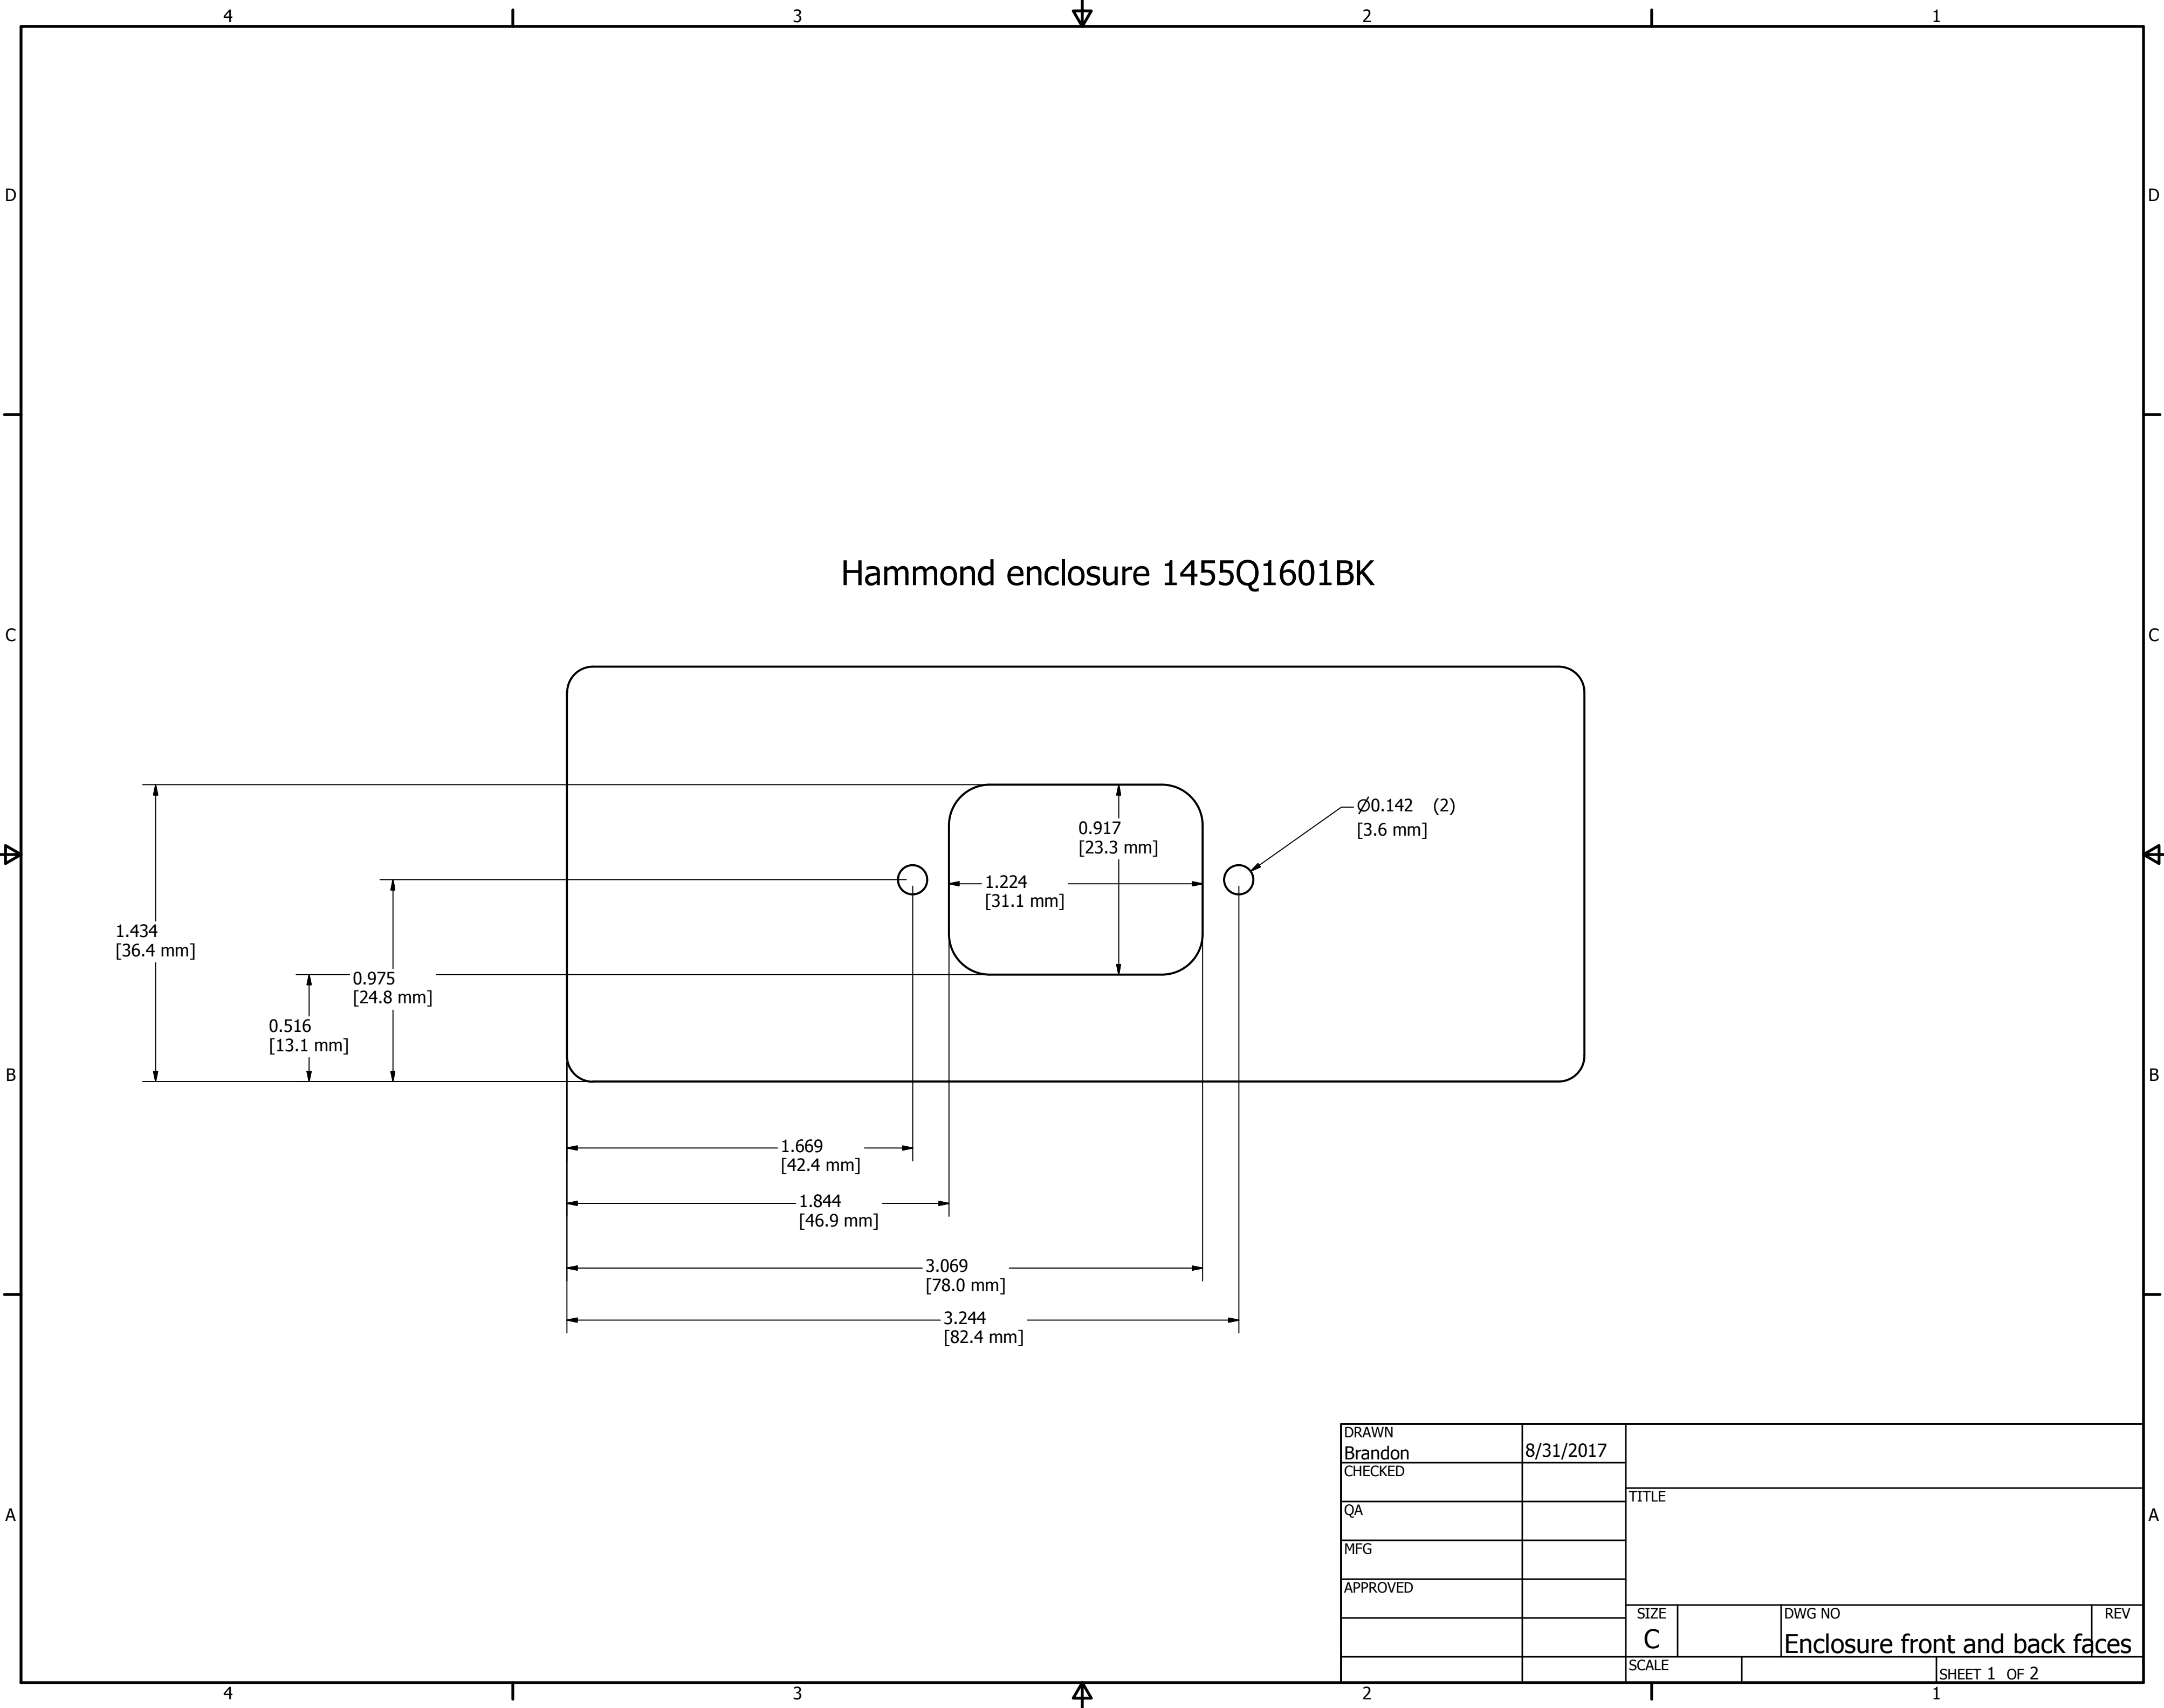 4 3 2 1
D D
Hammond enclosure 1455Q1601BK
C C
Ø0.142 (2)
[3.6 mm]
0.917
[23.3 mm]
1.224
[31.1 mm]
1.434
[36.4 mm]
0.975
[24.8 mm]
0.516
[13.1 mm]
B B
1.669
[42.4 mm]
1.844
[46.9 mm]
3.069
[78.0 mm]
3.244
[82.4 mm]
DRAWN
Brandon 8/31/2017
CHECKED
TITLE
QA
A A
MFG
APPROVED
SIZE DWG NO REV
C Enclosure front and back faces
SCALE SHEET 1 OF 2
4 3 2 1